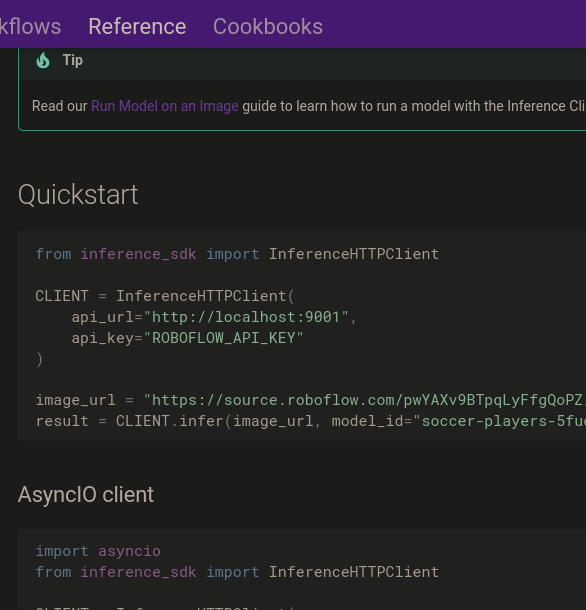 kflows Reference Cookbooks
Tip
Read our Run Model on an Image guide to learn how to run a model with the Inference Cli
Quickstart
from inference_sdk import InferenceHTTPClient
CLIENT = InferenceHTTPClient(
api_url="http://localhost:9001",
api_key="ROBOFLOW_API_KEY"
)
image_url = "https://source.roboflow.com/pwYAXv9BTpqLyFfgQoPZ
result = CLIENT.infer(image_url, model_id="soccer-players-5fu
AsyncIO client
import asyncio
from inference_sdk import InferenceHTTPClient
CLIENT = InferenceHTTPClient(